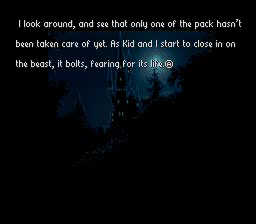 I look around, and see that only one of the pack hasn't
been taken care of yet. As Kid and I start to close in on
the beast, it bolts, fearing for its life.